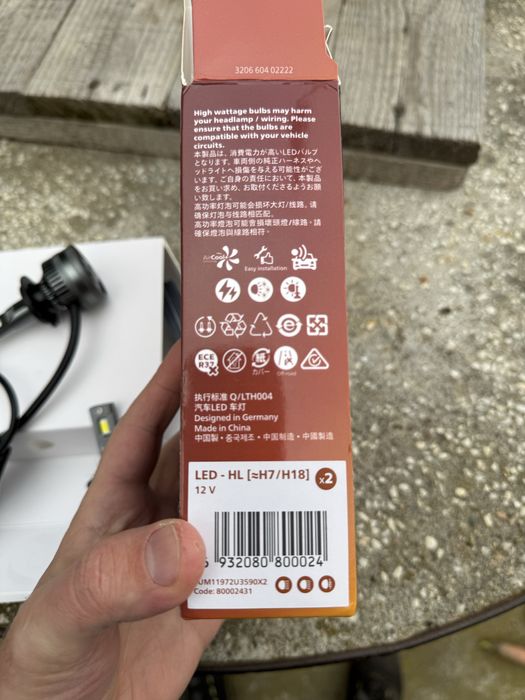 3206 604 02222
High wattage bulbs may harm
your headlamp / wiring. Please
ensure that the bulbs are
compatible with your vehicle
circuits.
本製品は、消費電力が高いLEDバルブ
となります。車両側の純正ハーネスやヘ
ッドライトへ損傷を与える可能性がござ
います。ご自身の責任において、本製品
をお買い求め、お取付くださるようお願
い致します。
高功率灯泡可能会损坏大灯/线路。请
确保灯泡与线路相匹配。
高功率燈泡可能會損壞頭燈/線路。請
確保燈泡與線路相符。
AirCool
Easy installation
ECE
R37
紙
カバー
Off-road
执行标准 Q/LTH004
汽车LED 车灯
Designed in Germany
Made in China
中国製・중국제조・中国制造・中國製造
LED - HL [≈H7/H18] x2
12 V
932080 800024
LUM11972U3590X2
Code: 80002431